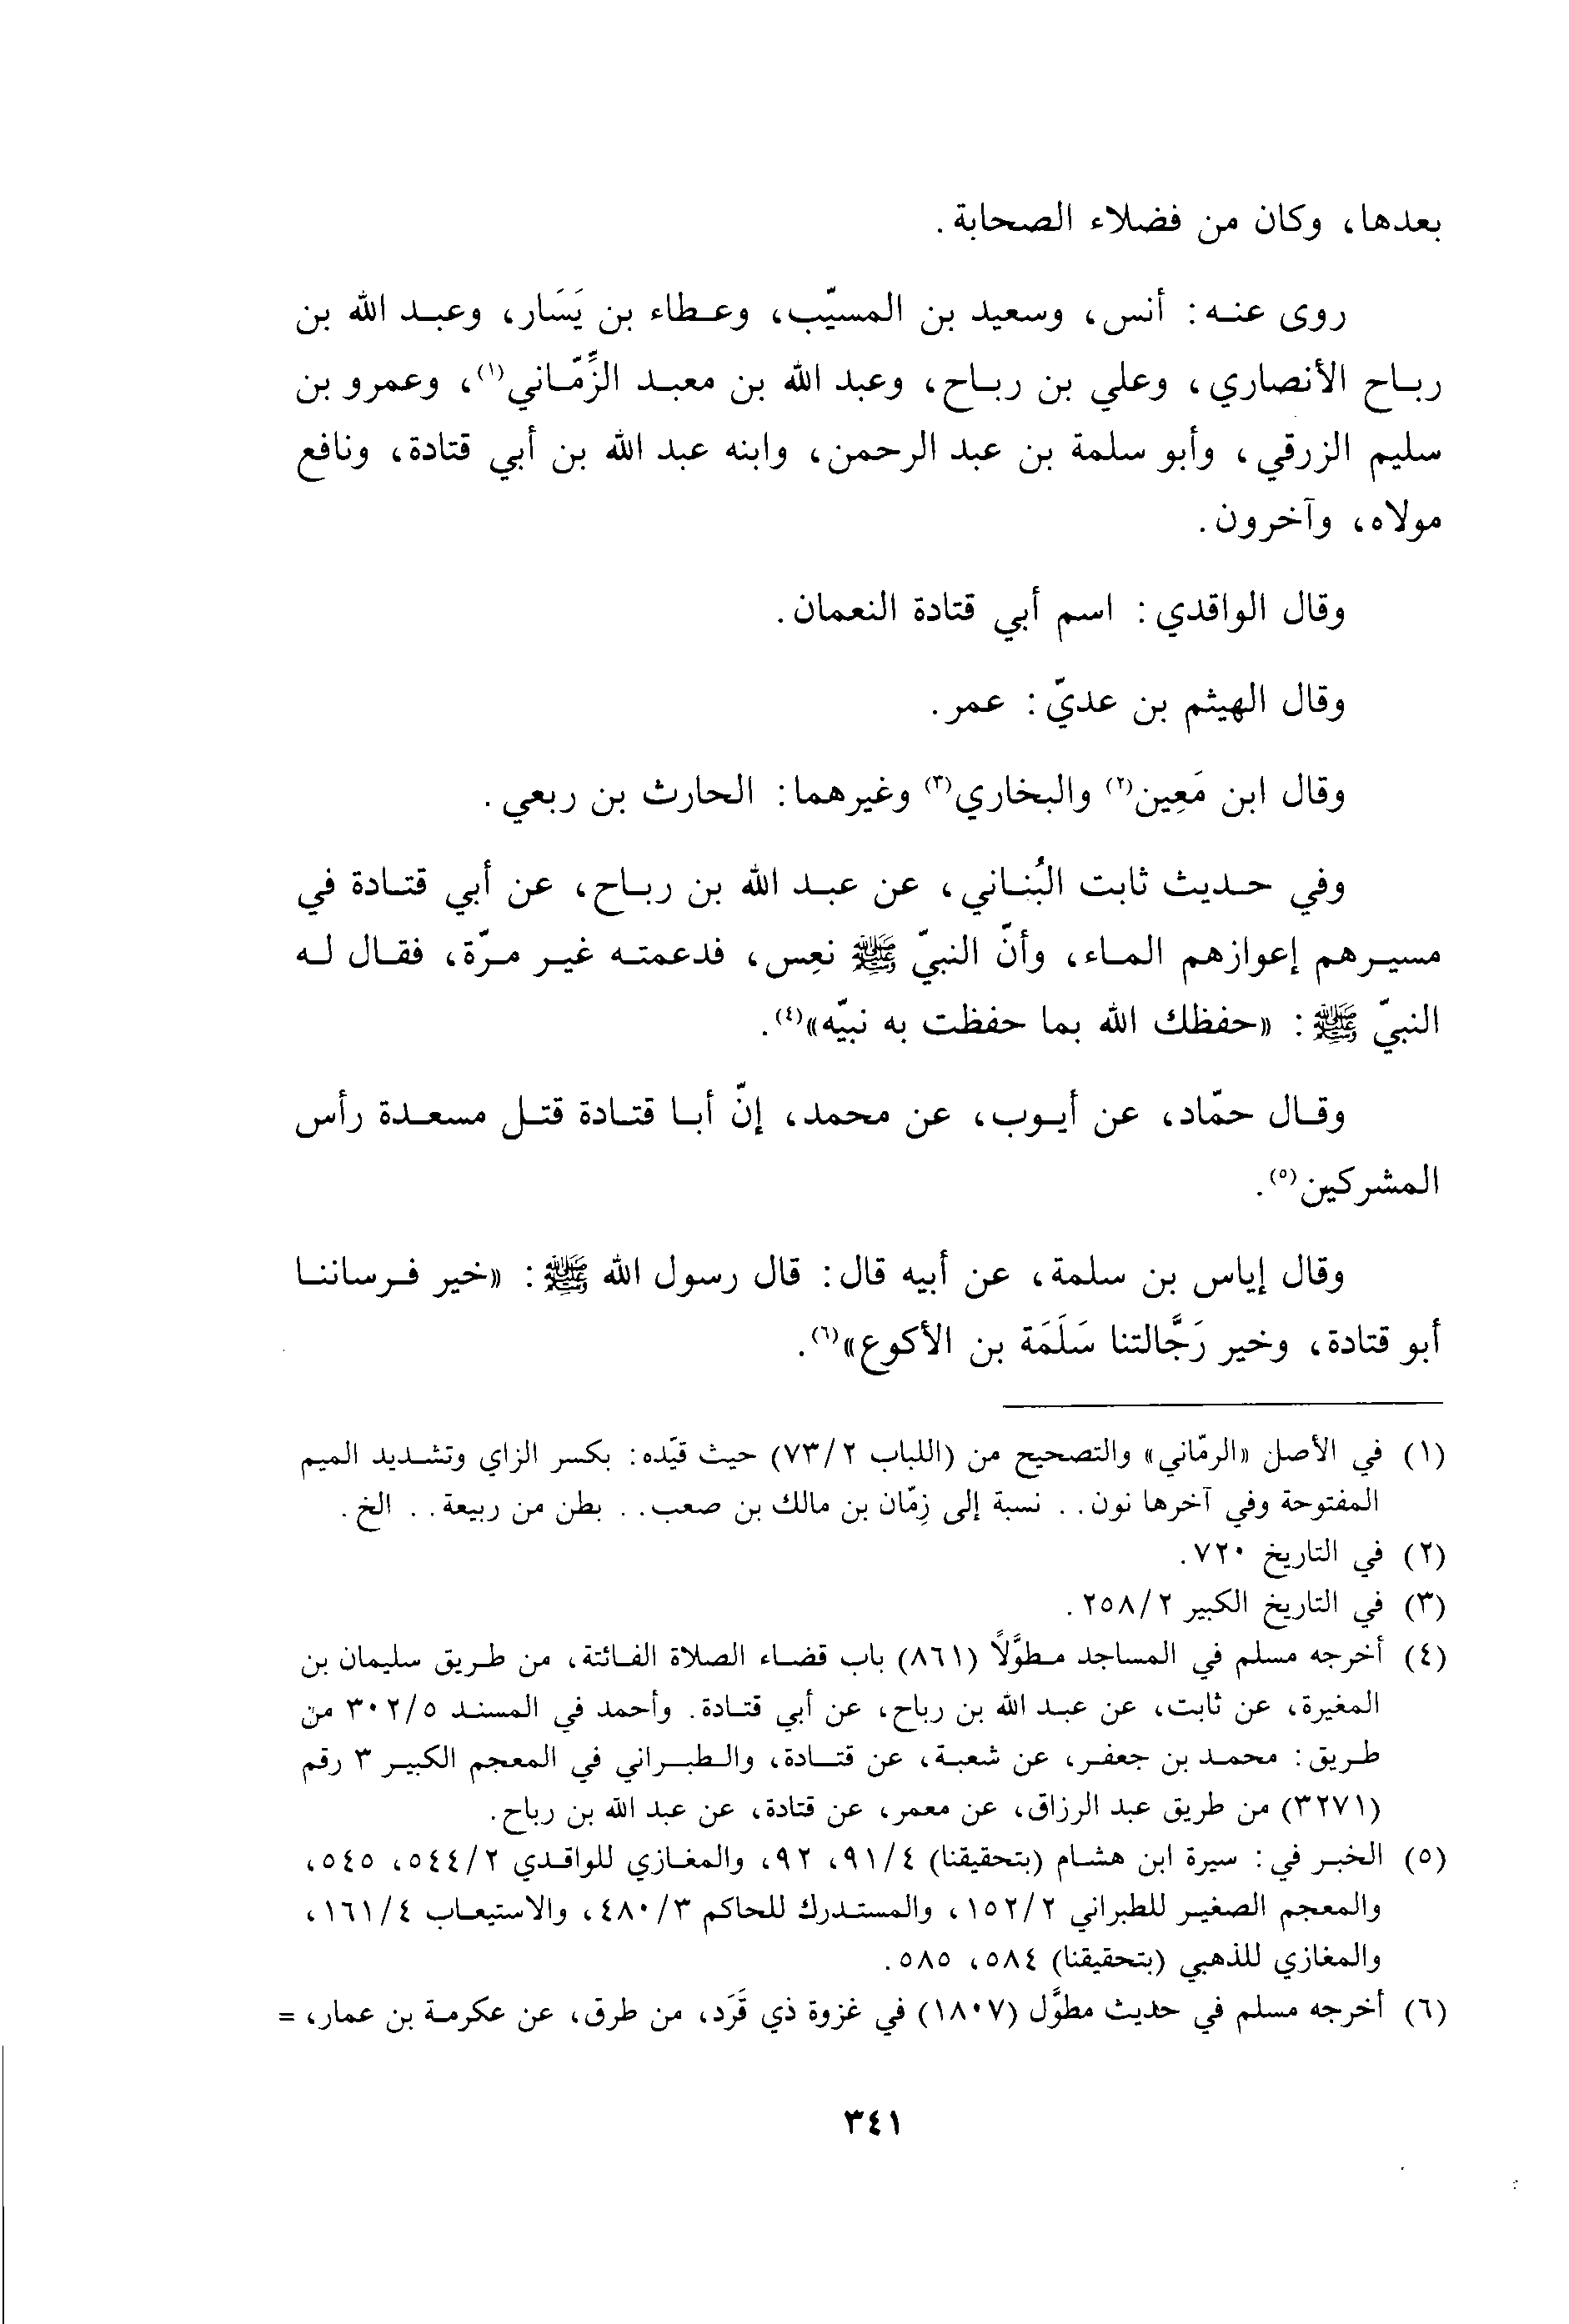 بعدها، وكان من فضلاء الصحابة.
روى عنه: أنس، وسعيد بن المسيّب، وعطاء بن يَسَار، وعبد الله بن
رباح الأنصاري، وعلي بن رباح، وعبد الله بن معبد الزِّمّاني(١)، وعمرو بن
سليم الزرقي، وأبو سلمة بن عبد الرحمن، وابنه عبد الله بن أبي قتادة، ونافع
مولاه، وآخرون.
وقال الواقدي: اسم أبي قتادة النعمان.
وقال الهيثم بن عديّ: عمر.
وقال ابن مَعِين(٢) والبخاري(٣) وغيرهما: الحارث بن ربعي.
وفي حديث ثابت البُناني، عن عبد الله بن رباح، عن أبي قتادة في
مسيرهم إعوازهم الماء، وأنّ النبيّ ﷺ نعِس، فدعمته غير مرّة، فقال له
النبيّ ﷺ: «حفظك الله بما حفظت به نبيّه»(٤).
وقال حمّاد، عن أيوب، عن محمد، إنّ أبا قتادة قتل مسعدة رأس
المشركين(٥).
وقال إياس بن سلمة، عن أبيه قال: قال رسول الله ﷺ: «خير فرساننا
أبو قتادة، وخير رَجَّالتنا سَلَمَة بن الأكوع»(٦).
(١) في الأصل «الرمّاني» والتصحيح من (اللباب ٧٣/٢) حيث قيّده: بكسر الزاي وتشديد الميم
المفتوحة وفي آخرها نون.. نسبة إلى زِمّان بن مالك بن صعب.. بطن من ربيعة.. الخ.
(٢) في التاريخ ٧٢٠.
(٣) في التاريخ الكبير ٢٥٨/٢.
(٤) أخرجه مسلم في المساجد مطوَّلاً (٨٦١) باب قضاء الصلاة الفائتة، من طريق سليمان بن
المغيرة، عن ثابت، عن عبد الله بن رباح، عن أبي قتادة. وأحمد في المسند ٣٠٢/٥ من
طريق: محمد بن جعفر، عن شعبة، عن قتادة، والطبراني في المعجم الكبير ٣ رقم
(٣٢٧١) من طريق عبد الرزاق، عن معمر، عن قتادة، عن عبد الله بن رباح.
(٥) الخبر في: سيرة ابن هشام (بتحقيقنا) ٩١/٤، ٩٢، والمغازي للواقدي ٥٤٤/٢، ٥٤٥،
والمعجم الصغير للطبراني ١٥٢/٢، والمستدرك للحاكم ٤٨٠/٣، والاستيعاب ١٦١/٤،
والمغازي للذهبي (بتحقيقنا) ٥٨٤، ٥٨٥.
(٦) أخرجه مسلم في حديث مطوَّل (١٨٠٧) في غزوة ذي قَرَد، من طرق، عن عكرمة بن عمار، =
٣٤١